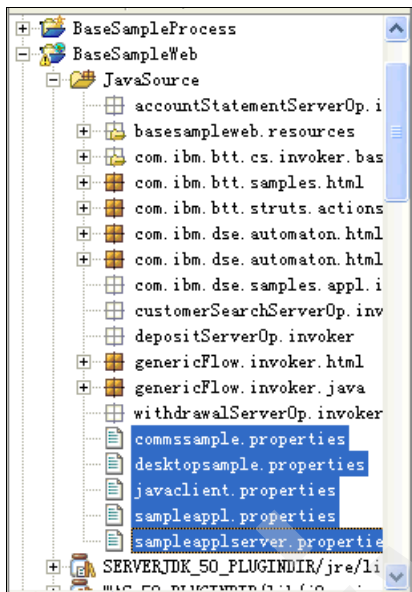 BaseSampleProcess
BaseSampleWeb
JavaSource
accountStatementServerOp.i
basesampleweb.resources
com.ibm.btt.cs.invoker.bas
com.ibm.btt.samples.html
com.ibm.btt.struts.actions
com.ibm.dse.automaton.html
com.ibm.dse.automaton.html
com.ibm.dse.samples.appl.i
customerSearchServerOp.inv
depositServerOp.invoker
genericFlow.invoker.html
genericFlow.invoker.java
withdrawalServerOp.invoker
commssample.properties
desktopsample.properties
javaclient.properties
sampleappl.properties
sampleapplserver.propertie
SERVERJDK_50_PLUGINDIR/jre/li